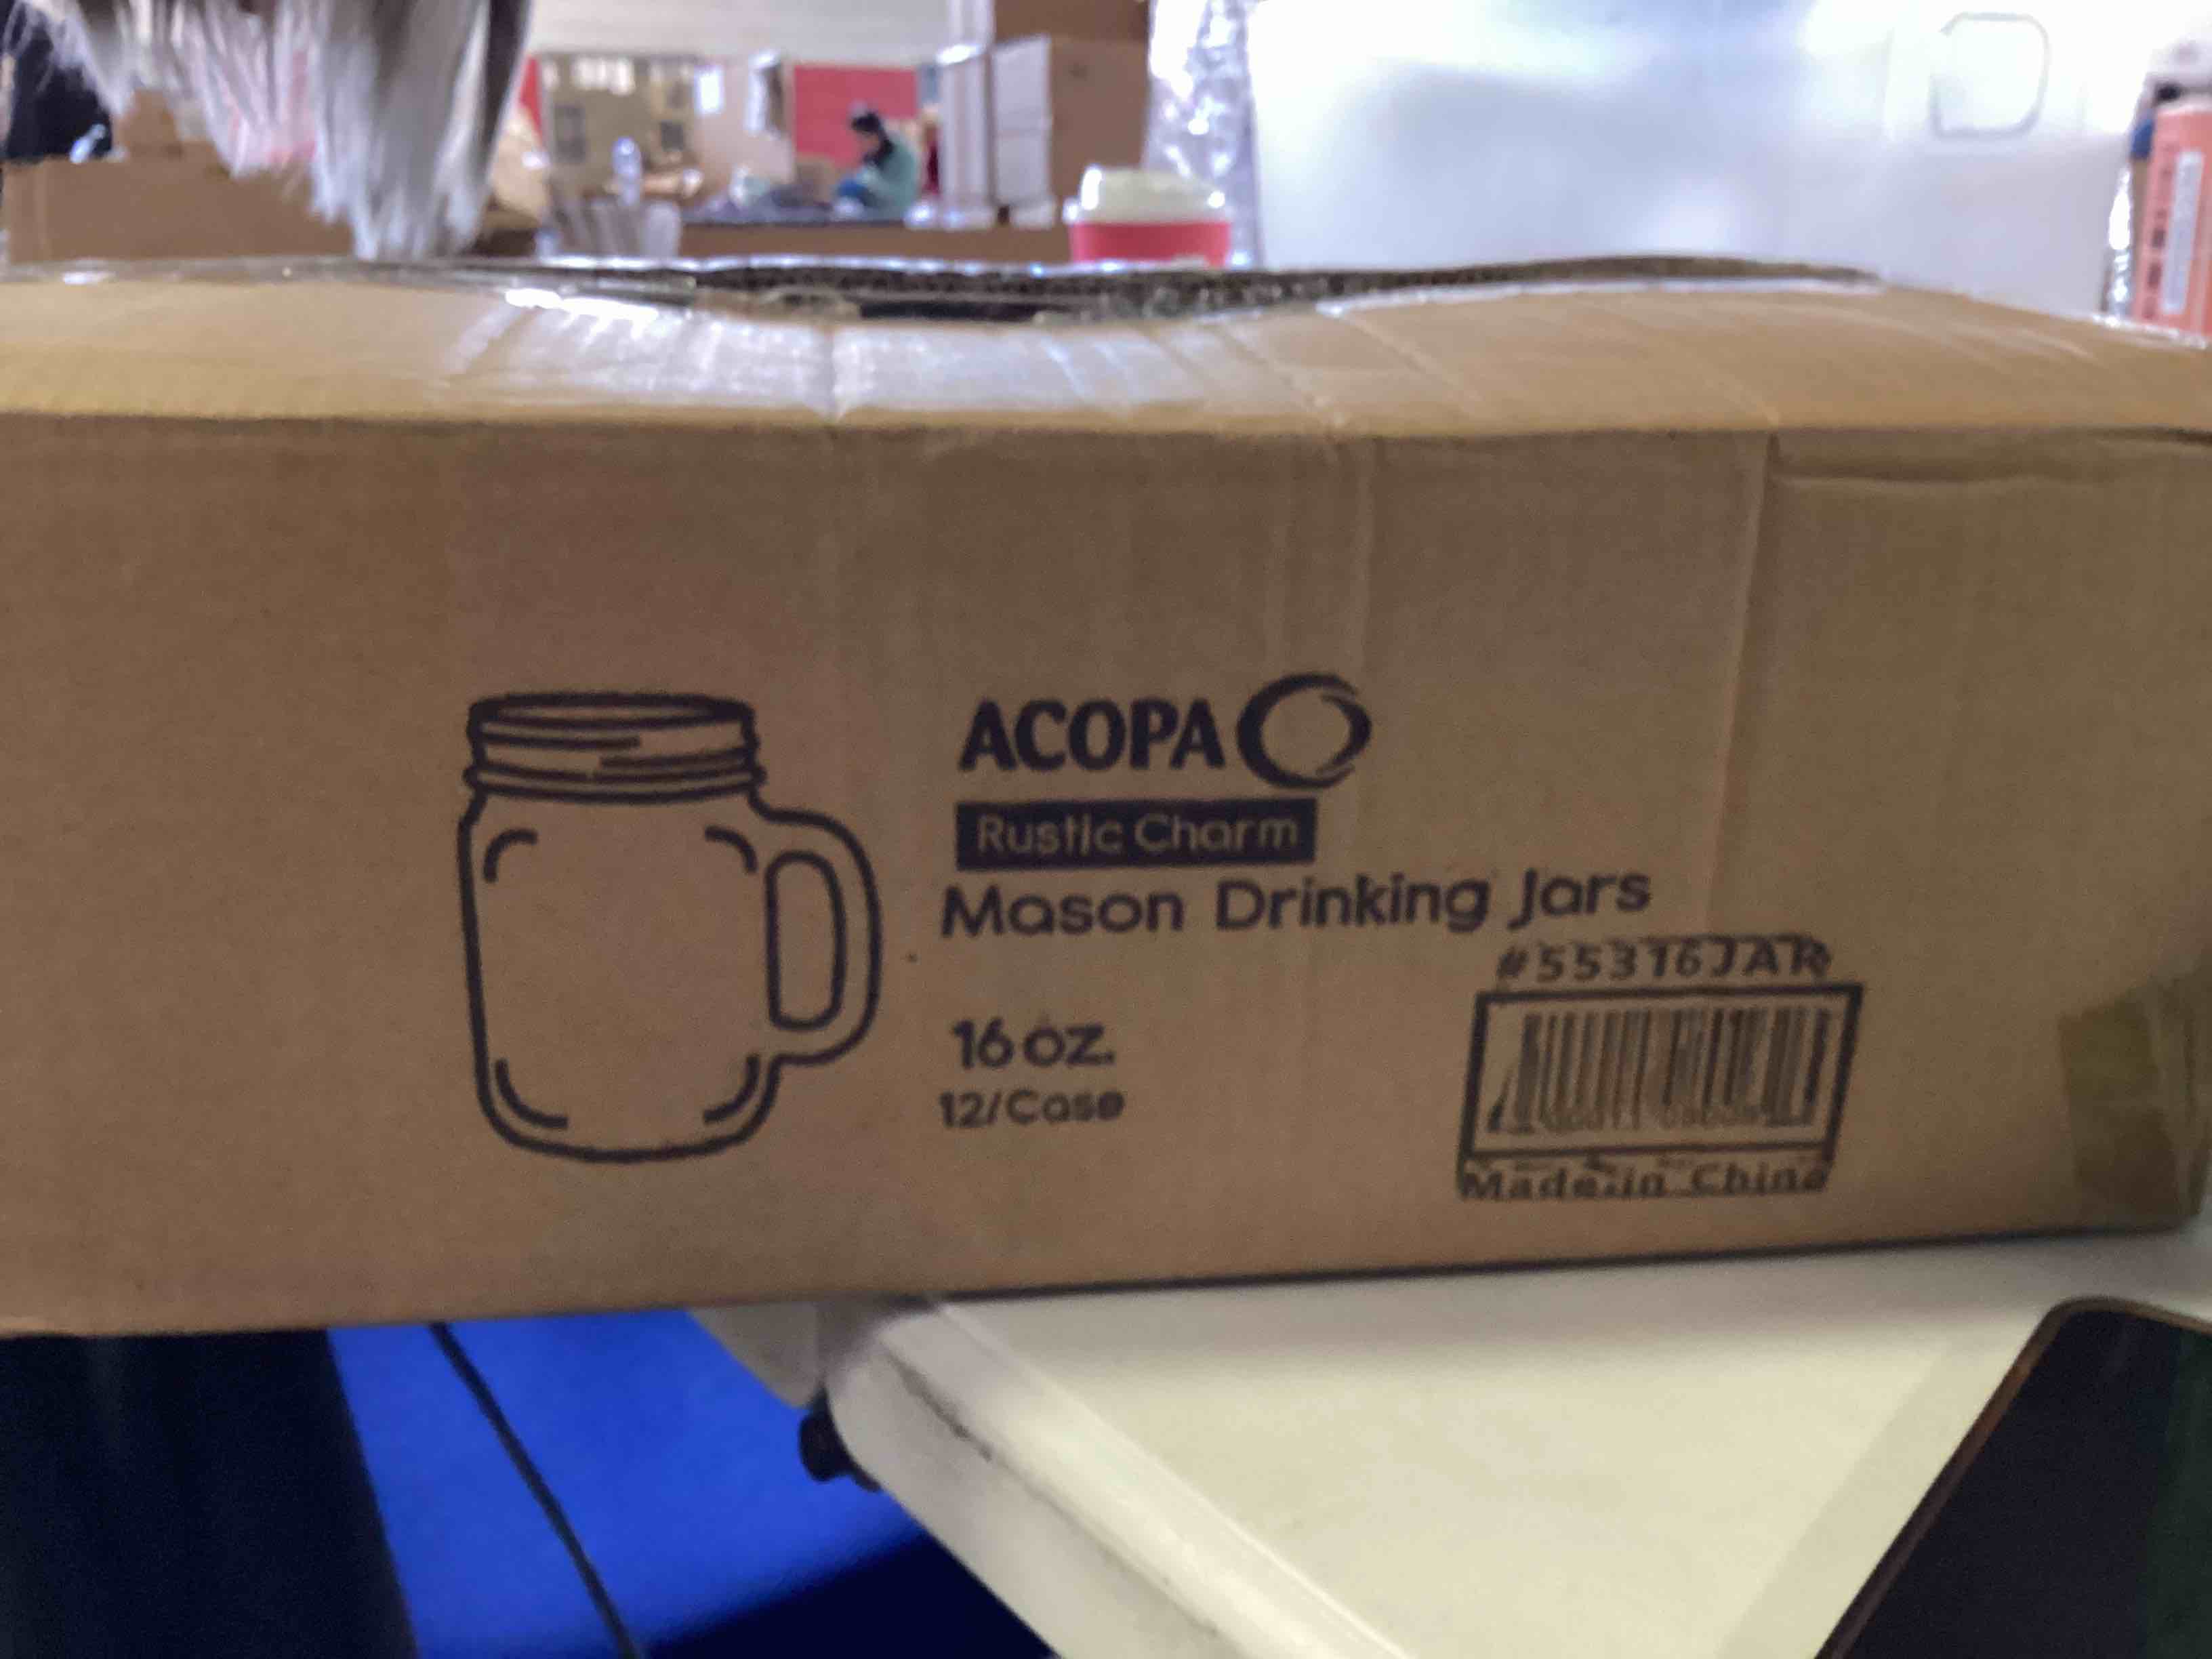 ACOPA
Rustic Charm
Mason Drinking Jars
#55316JAR
16 oz.
12/Case
Made in China